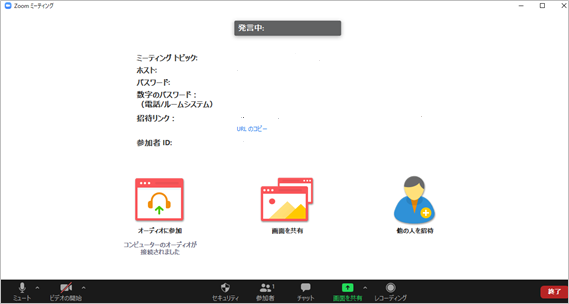 Zoom ミーティング
発言中:
ミーティング トピック:
ホスト:
パスワード:
数字のパスワード：
（電話/ルームシステム）
招待リンク：
URL のコピー
参加者 ID:
オーディオに参加
画面を共有
他の人を招待
コンピューターのオーディオが
接続されました
ミュート
ビデオの開始
セキュリティ
1
参加者
チャット
画面を共有
レコーディング
終了